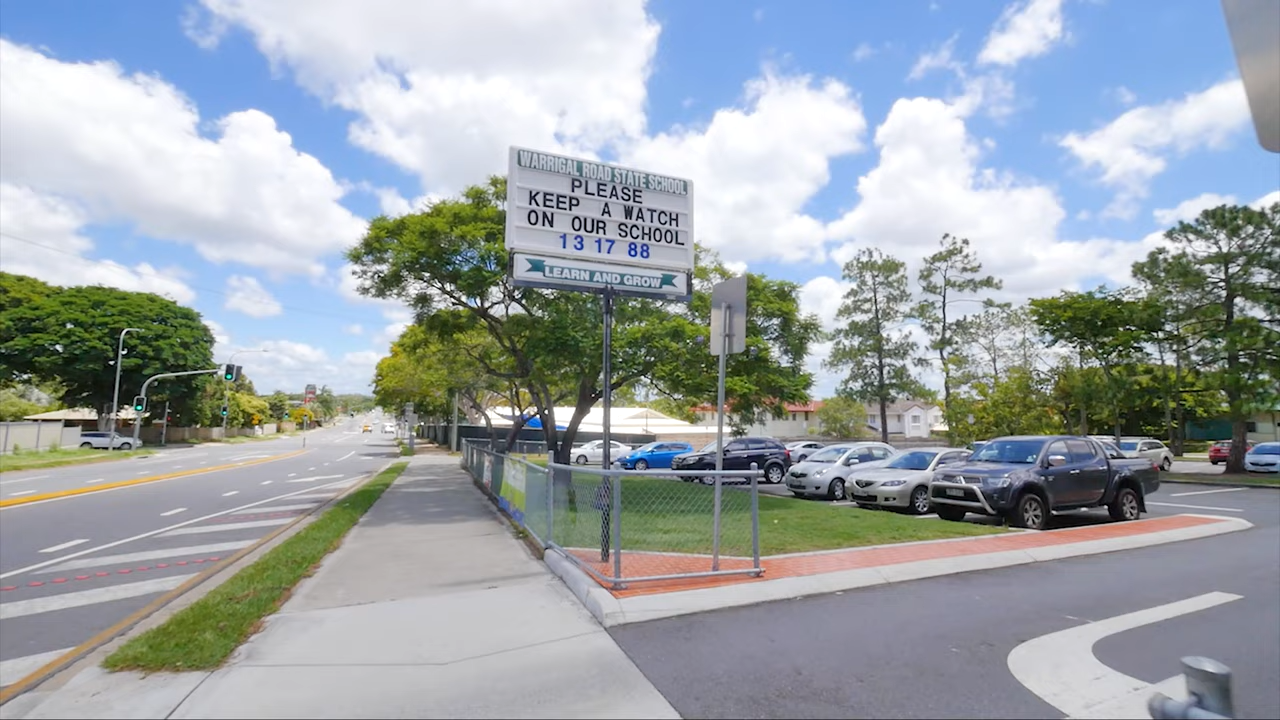 WARRIGAL ROAD STATE SCHOOL
PLEASE
KEEP A WATCH
ON OUR SCHOOL
13 17 88
LEARN AND GROW